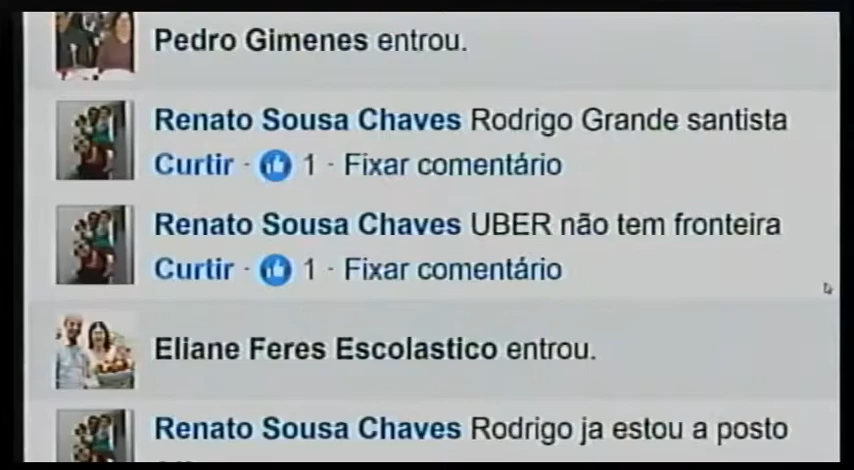 Pedro Gimenes entrou.
Renato Sousa Chaves Rodrigo Grande santista
Curtir · 1 · Fixar comentário
Renato Sousa Chaves UBER não tem fronteira
Curtir · 1 · Fixar comentário
Eliane Feres Escolastico entrou.
Renato Sousa Chaves Rodrigo ja estou a posto